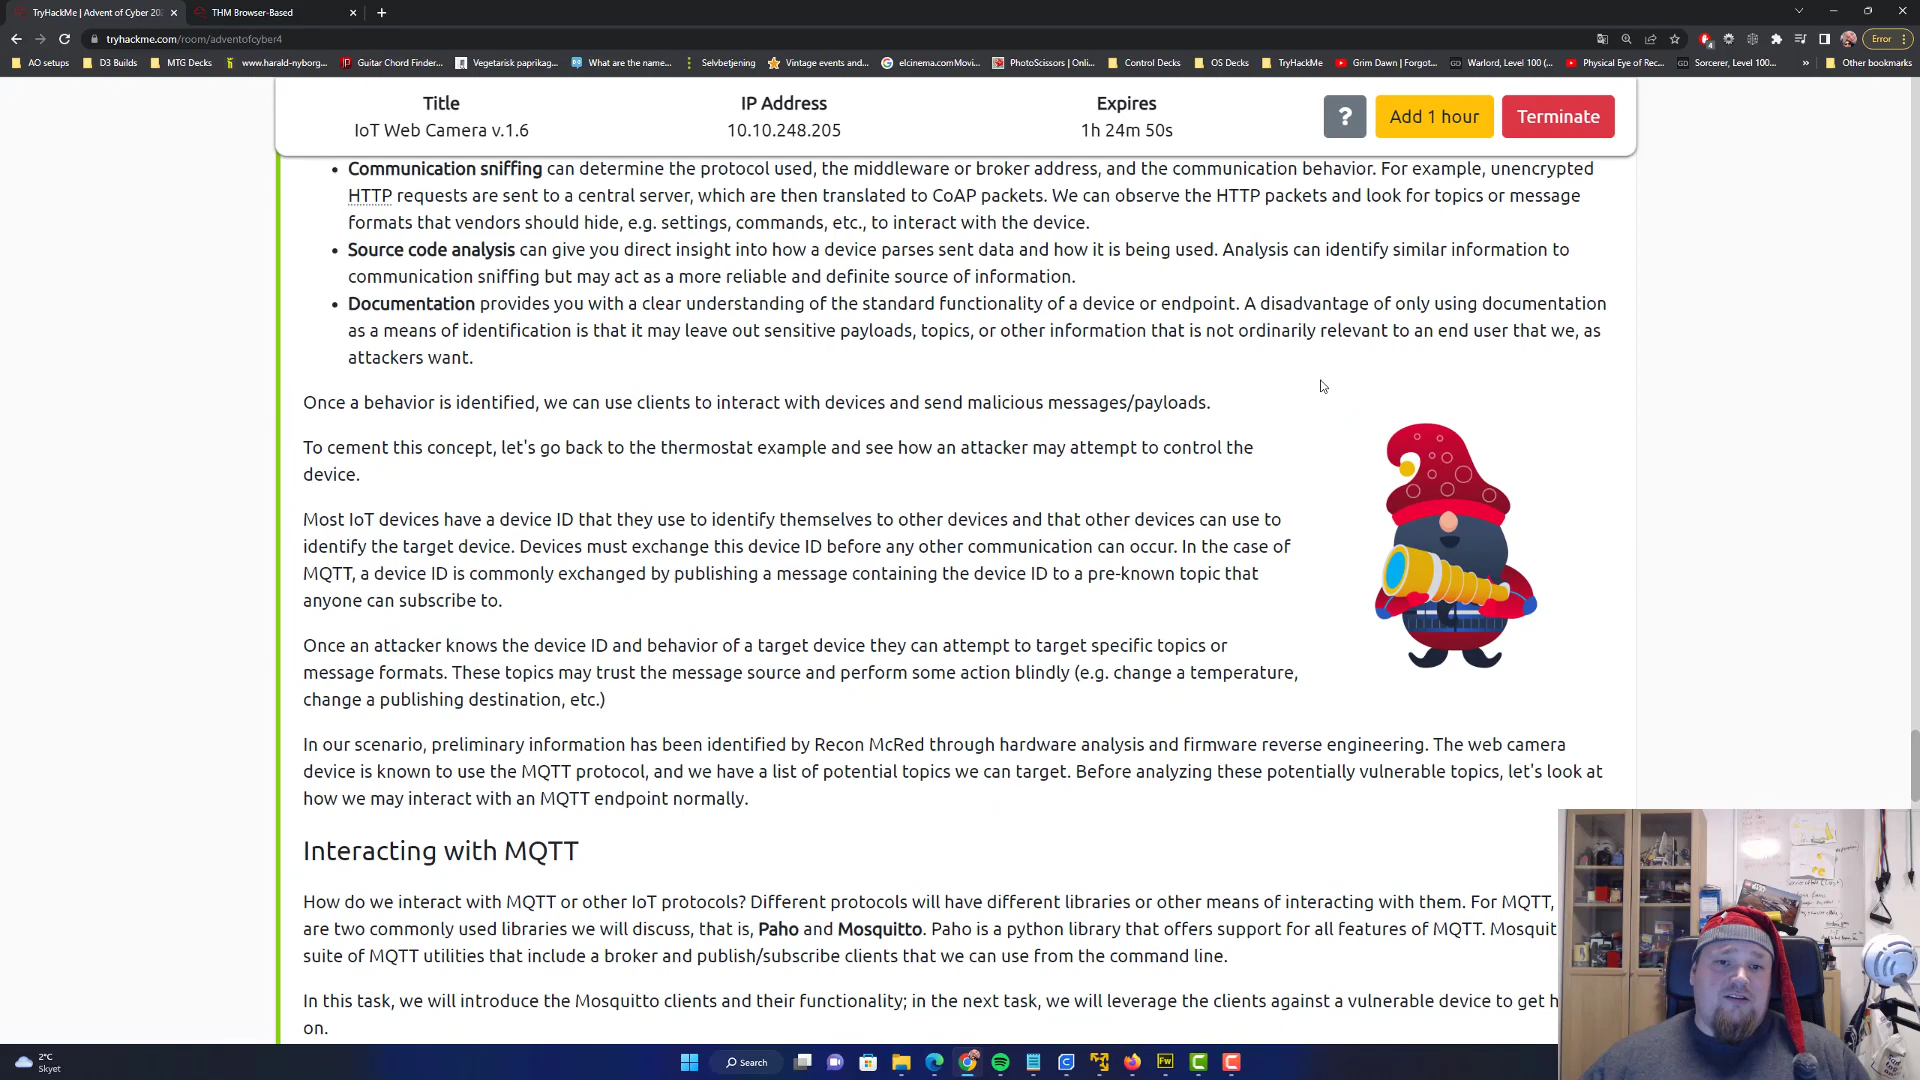 TryHackMe | Advent of Cyber 202
THM Browser-Based
tryhackme.com/room/adventofcyber4
Error
AO setups
D3 Builds
MTG Decks
www.harald-nyborg...
Guitar Chord Finder...
Vegetarisk paprikag...
What are the name...
Selvbetjening
Vintage events and...
elcinema.comMovi...
PhotoScissors | Onli...
Control Decks
OS Decks
TryHackMe
Grim Dawn | Forgot...
Warlord, Level 100 (...
Physical Eye of Rec...
Sorcerer, Level 100...
Other bookmarks
Title
IP Address
Expires
IoT Web Camera v.1.6
10.10.248.205
1h 24m 50s
?
Add 1 hour
Terminate
• Communication sniffing can determine the protocol used, the middleware or broker address, and the communication behavior. For example, unencrypted
HTTP requests are sent to a central server, which are then translated to CoAP packets. We can observe the HTTP packets and look for topics or message
formats that vendors should hide, e.g. settings, commands, etc., to interact with the device.
• Source code analysis can give you direct insight into how a device parses sent data and how it is being used. Analysis can identify similar information to
communication sniffing but may act as a more reliable and definite source of information.
• Documentation provides you with a clear understanding of the standard functionality of a device or endpoint. A disadvantage of only using documentation
as a means of identification is that it may leave out sensitive payloads, topics, or other information that is not ordinarily relevant to an end user that we, as
attackers want.
Once a behavior is identified, we can use clients to interact with devices and send malicious messages/payloads.
To cement this concept, let's go back to the thermostat example and see how an attacker may attempt to control the
device.
Most IoT devices have a device ID that they use to identify themselves to other devices and that other devices can use to
identify the target device. Devices must exchange this device ID before any other communication can occur. In the case of
MQTT, a device ID is commonly exchanged by publishing a message containing the device ID to a pre-known topic that
anyone can subscribe to.
Once an attacker knows the device ID and behavior of a target device they can attempt to target specific topics or
message formats. These topics may trust the message source and perform some action blindly (e.g. change a temperature,
change a publishing destination, etc.)
In our scenario, preliminary information has been identified by Recon McRed through hardware analysis and firmware reverse engineering. The web camera
device is known to use the MQTT protocol, and we have a list of potential topics we can target. Before analyzing these potentially vulnerable topics, let's look at
how we may interact with an MQTT endpoint normally.
Interacting with MQTT
How do we interact with MQTT or other IoT protocols? Different protocols will have different libraries or other means of interacting with them. For MQTT,
are two commonly used libraries we will discuss, that is, Paho and Mosquitto. Paho is a python library that offers support for all features of MQTT. Mosquit
suite of MQTT utilities that include a broker and publish/subscribe clients that we can use from the command line.
In this task, we will introduce the Mosquitto clients and their functionality; in the next task, we will leverage the clients against a vulnerable device to get h
on.
2°C
Skyet
Search
Fw